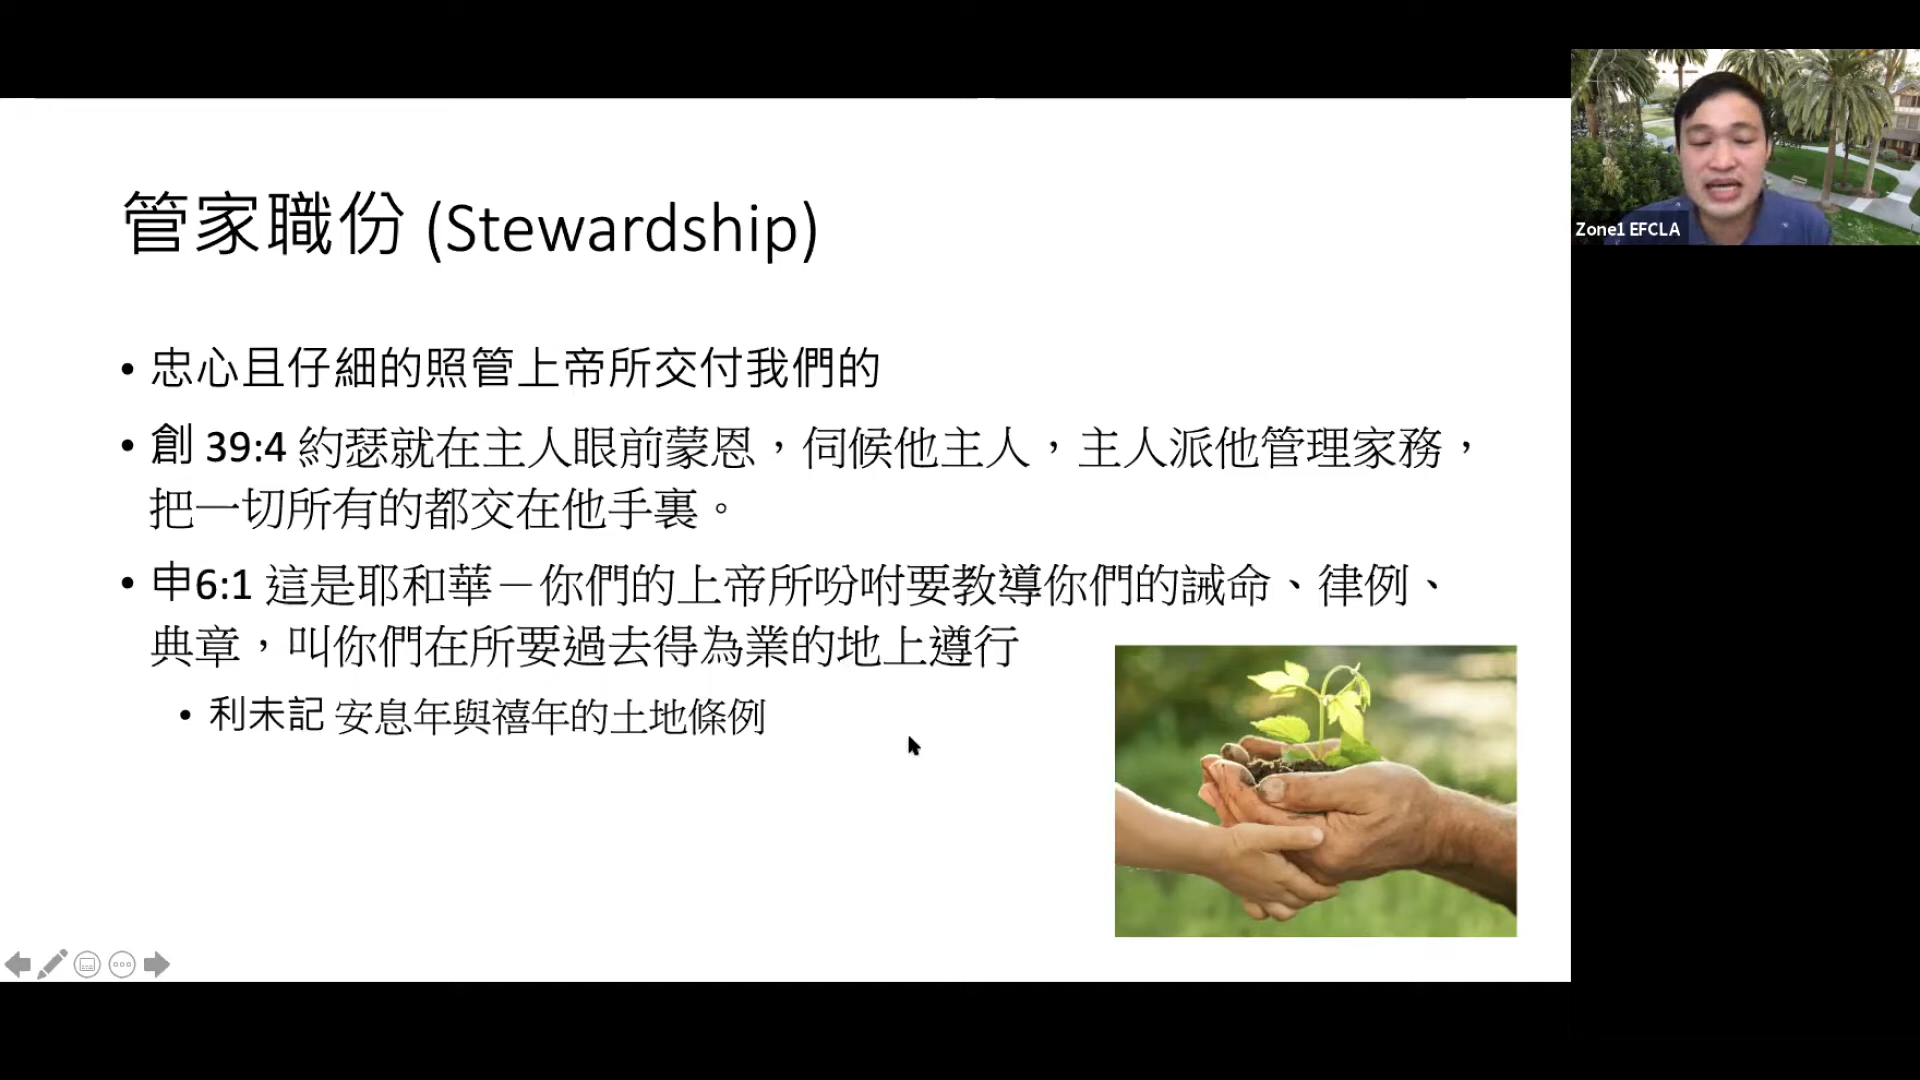 管家職份 (Stewardship)
• 忠心且仔細的照管上帝所交付我們的
• 創 39:4 約瑟就在主人眼前蒙恩，伺候他主人，主人派他管理家務，
把一切所有的都交在他手裏。
• 申6:1 這是耶和華－你們的上帝所吩咐要教導你們的誡命、律例、
典章，叫你們在所要過去得為業的地上遵行
• 利未記 安息年與禧年的土地條例
Zone1 EFCLA